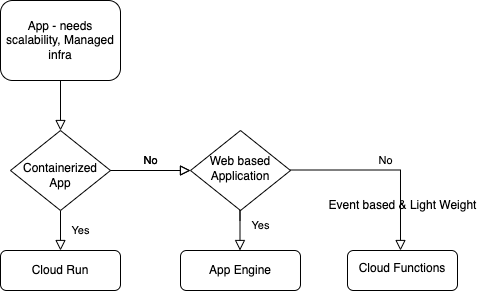 App - needs
scalability, Managed
infra
Containerized
App
No
Web based
Application
No
Event based & Light Weight
Yes
Yes
Cloud Run
App Engine
Cloud Functions